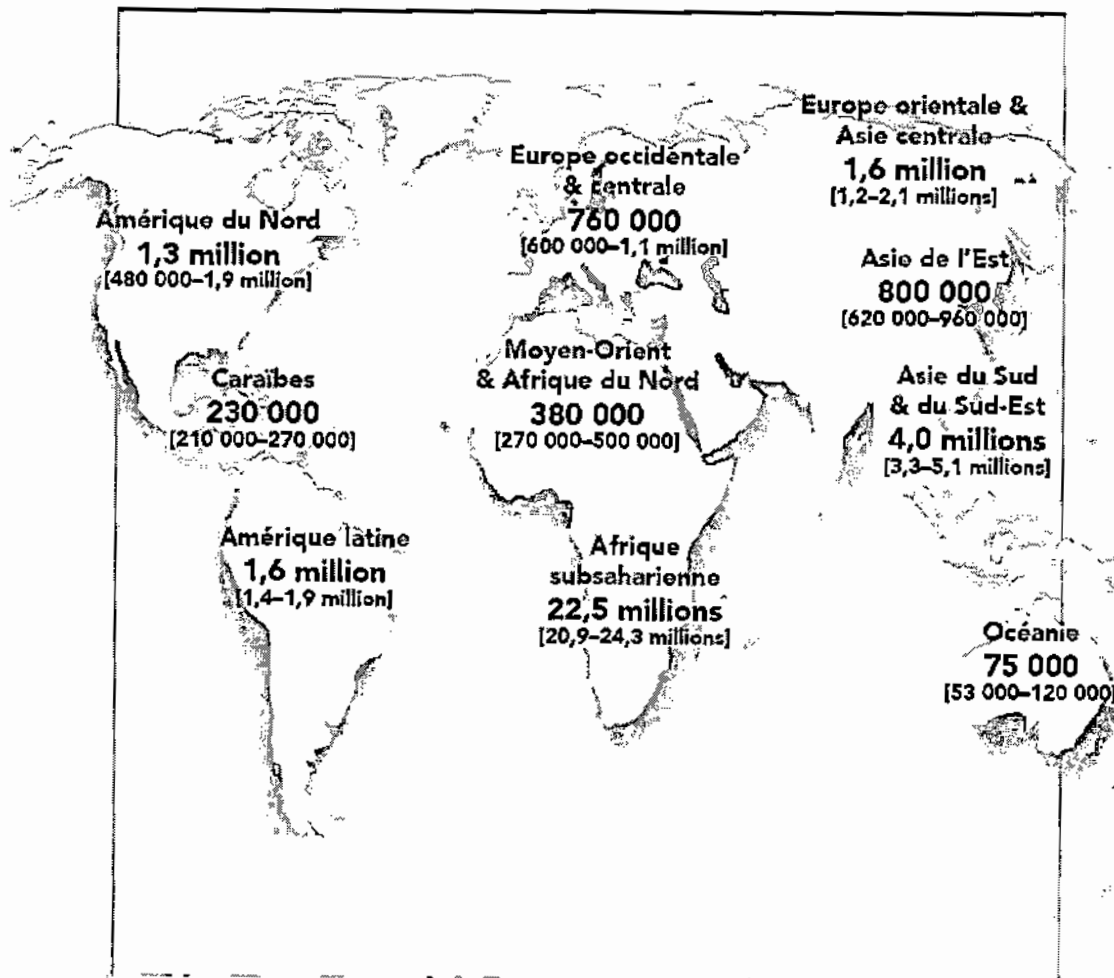 Europe orientale &
Asie centrale
1,6 million
[1,2–2,1 millions]
Europe occidentale
& centrale
760 000
[600 000–1,1 million]
Amérique du Nord
1,3 million
[480 000–1,9 million]
Asie de l'Est
800 000
[620 000–960 000]
Moyen-Orient
& Afrique du Nord
380 000
[270 000–500 000]
Caraïbes
230 000
[210 000–270 000]
Asie du Sud
& du Sud-Est
4,0 millions
[3,3–5,1 millions]
Amérique latine
1,6 million
[1,4–1,9 million]
Afrique
subsaharienne
22,5 millions
[20,9–24,3 millions]
Océanie
75 000
[53 000–120 000]